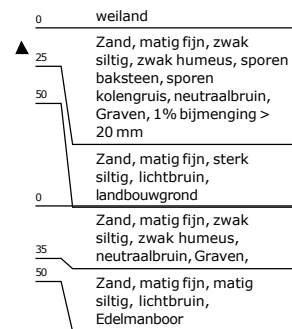 0 weiland
Zand, matig fijn, zwak
siltig, zwak humeus, sporen
25 baksteen, sporen
kolengruis, neutraalbruin,
50 Graven, 1% bijmenging >
20 mm
Zand, matig fijn, sterk
siltig, lichtbruin,
landbouwgrond
0
Zand, matig fijn, zwak
siltig, zwak humeus,
35 neutraalbruin, Graven,
50 Zand, matig fijn, matig
siltig, lichtbruin,
Edelmanboor